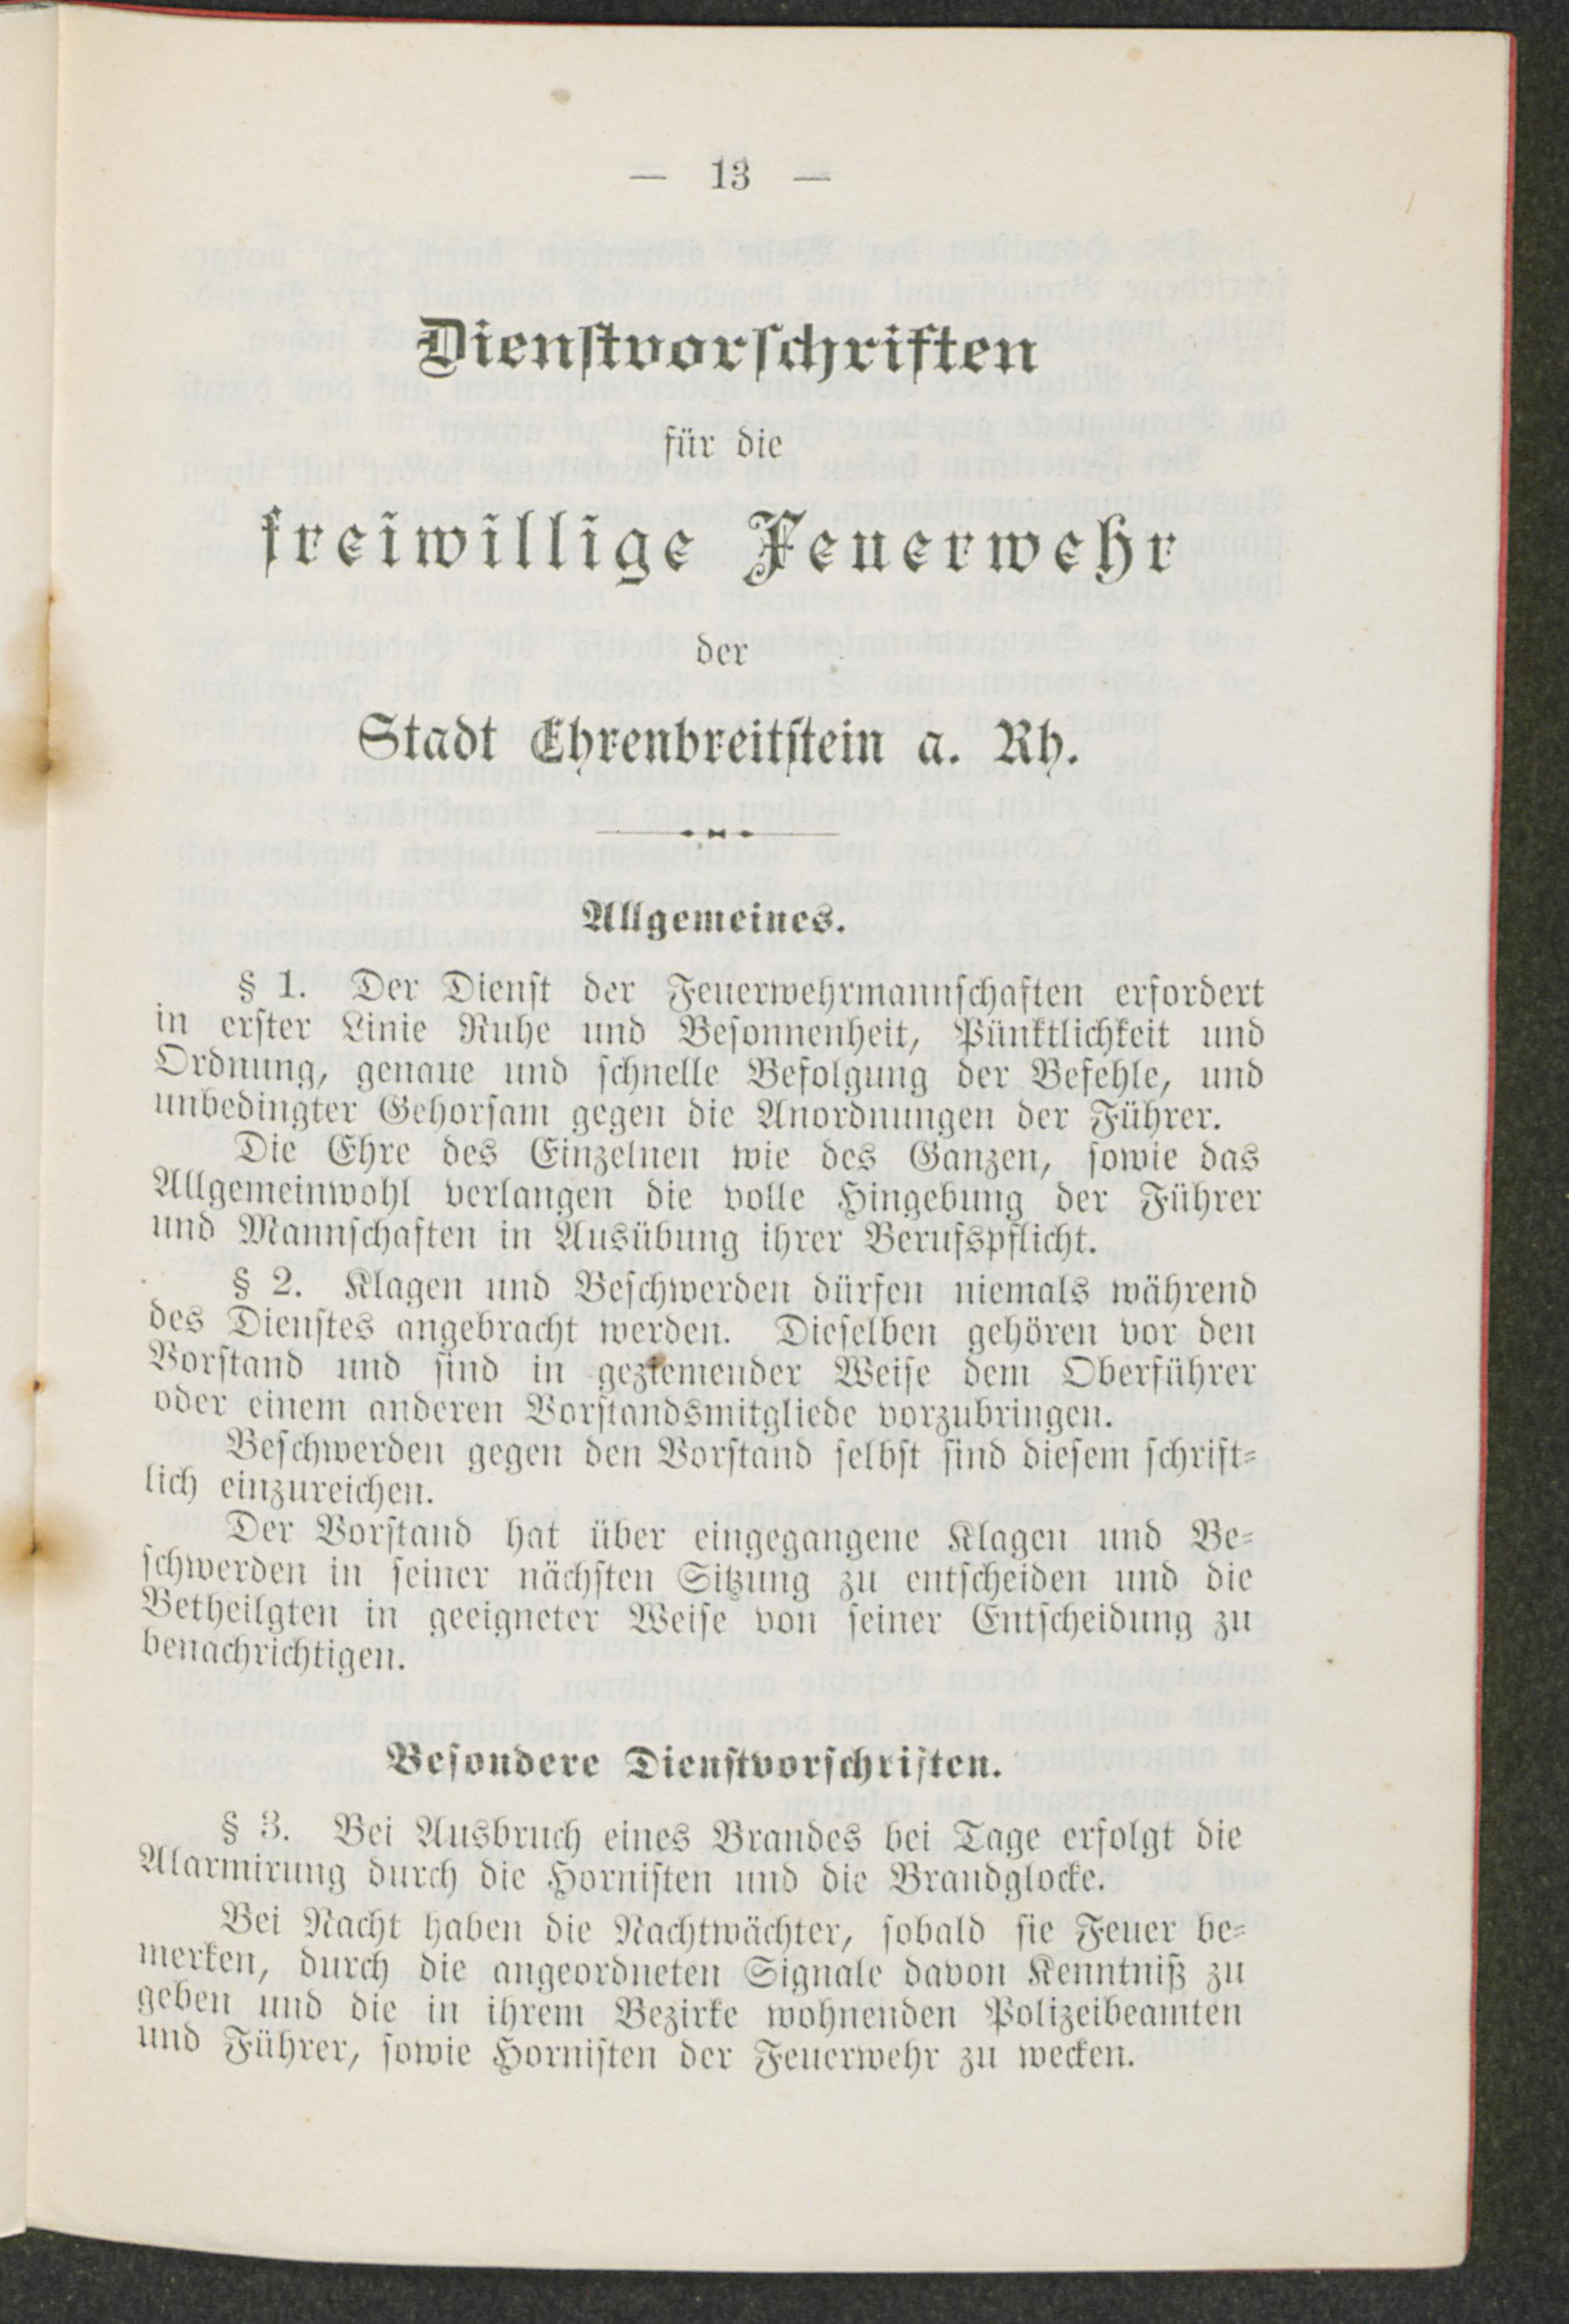 — 13 —
Dienstvorschriften
für die
freiwillige Feuerwehr
der
Stadt Ehrenbreitstein a. Rh.
Allgemeines.
§ 1. Der Dienst der Feuerwehrmannschaften erfordert
in erster Linie Ruhe und Besonnenheit, Pünktlichkeit und
Ordnung, genaue und schnelle Befolgung der Befehle, und
unbedingter Gehorsam gegen die Anordnungen der Führer.
Die Ehre des Einzelnen wie des Ganzen, sowie das
Allgemeinwohl verlangen die volle Hingebung der Führer
und Mannschaften in Ausübung ihrer Berufspflicht.
§ 2. Klagen und Beschwerden dürfen niemals während
des Dienstes angebracht werden. Dieselben gehören vor den
Vorstand und sind in geziemender Weise dem Oberführer
oder einem anderen Vorstandsmitgliede vorzubringen.
Beschwerden gegen den Vorstand selbst sind diesem schrift-
lich einzureichen.
Der Vorstand hat über eingegangene Klagen und Be-
schwerden in seiner nächsten Sitzung zu entscheiden und die
Betheilgten in geeigneter Weise von seiner Entscheidung zu
benachrichtigen.
Besondere Dienstvorschriften.
§ 3. Bei Ausbruch eines Brandes bei Tage erfolgt die
Alarmirung durch die Hornisten und die Brandglocke.
Bei Nacht haben die Nachtwächter, sobald sie Feuer be-
merken, durch die angeordneten Signale davon Kenntniß zu
geben und die in ihrem Bezirke wohnenden Polizeibeamten
und Führer, sowie Hornisten der Feuerwehr zu wecken.